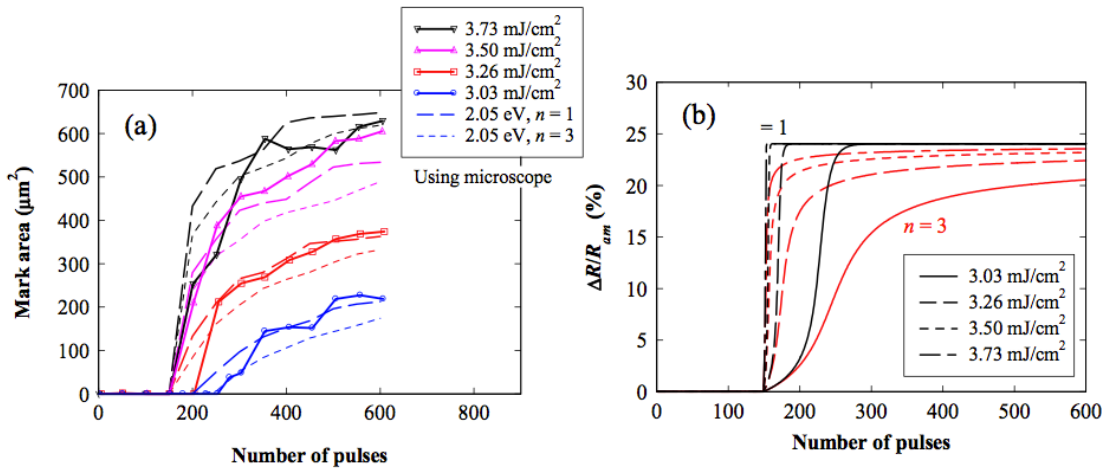 3.73 mJ/cm²
3.50 mJ/cm²
3.26 mJ/cm²
3.03 mJ/cm²
2.05 eV, n = 1
2.05 eV, n = 3
Using microscope
(a)
700
600
500
400
300
200
100
0
Mark area (μm²)
0 200 400 600
Number of pulses
(b)
30
25
20
15
10
5
0
ΔR/R_am (%)
= 1
n = 3
3.03 mJ/cm²
3.26 mJ/cm²
3.50 mJ/cm²
3.73 mJ/cm²
0 100 200 300 400 500 600
Number of pulses